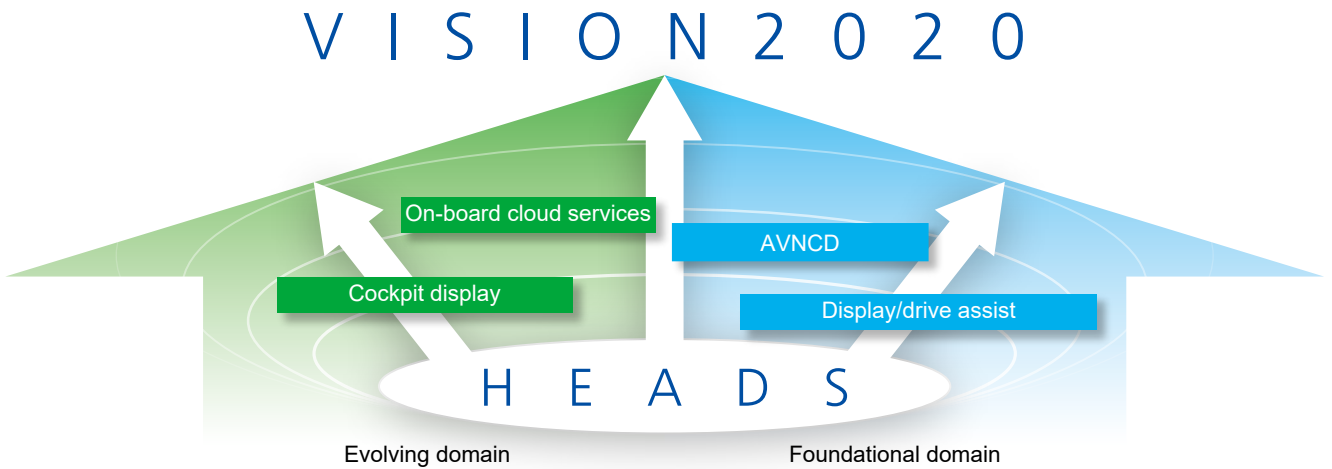 VISION2020
On-board cloud services
AVNCD
Cockpit display
Display/drive assist
HEADS
Evolving domain
Foundational domain